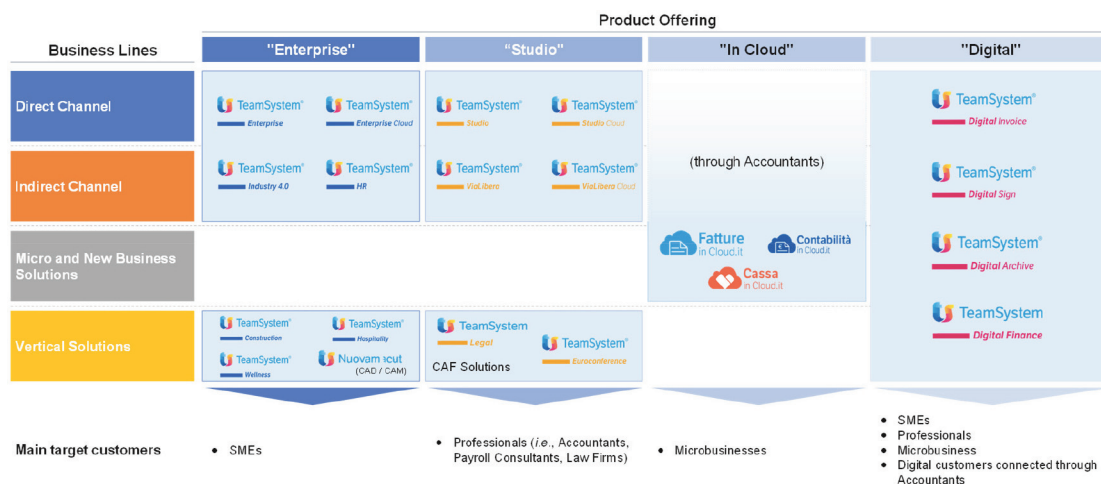 Product Offering
Business Lines
"Enterprise"
"Studio"
"In Cloud"
"Digital"
Direct Channel
TeamSystem®
Enterprise
TeamSystem®
Enterprise Cloud
TeamSystem®
Studio
TeamSystem®
Studio Cloud
TeamSystem®
Digital Invoice
Indirect Channel
TeamSystem®
Industry 4.0
TeamSystem®
HR
TeamSystem®
ViaLibera
TeamSystem®
ViaLibera Cloud
(through Accountants)
TeamSystem®
Digital Sign
Micro and New Business
Solutions
Fatture
in Cloud.it
Contabilità
in Cloud.it
Cassa
in Cloud.it
TeamSystem®
Digital Archive
Vertical Solutions
TeamSystem®
Construction
TeamSystem®
Hospitality
TeamSystem®
Wellness
(CAD / CAM)
TeamSystem
Legal
TeamSystem®
Euroconference
CAF Solutions
TeamSystem
Digital Finance
Main target customers
• SMEs
• Professionals (i.e., Accountants,
Payroll Consultants, Law Firms)
• Microbusinesses
• SMEs
• Professionals
• Microbusiness
• Digital customers connected through
Accountants